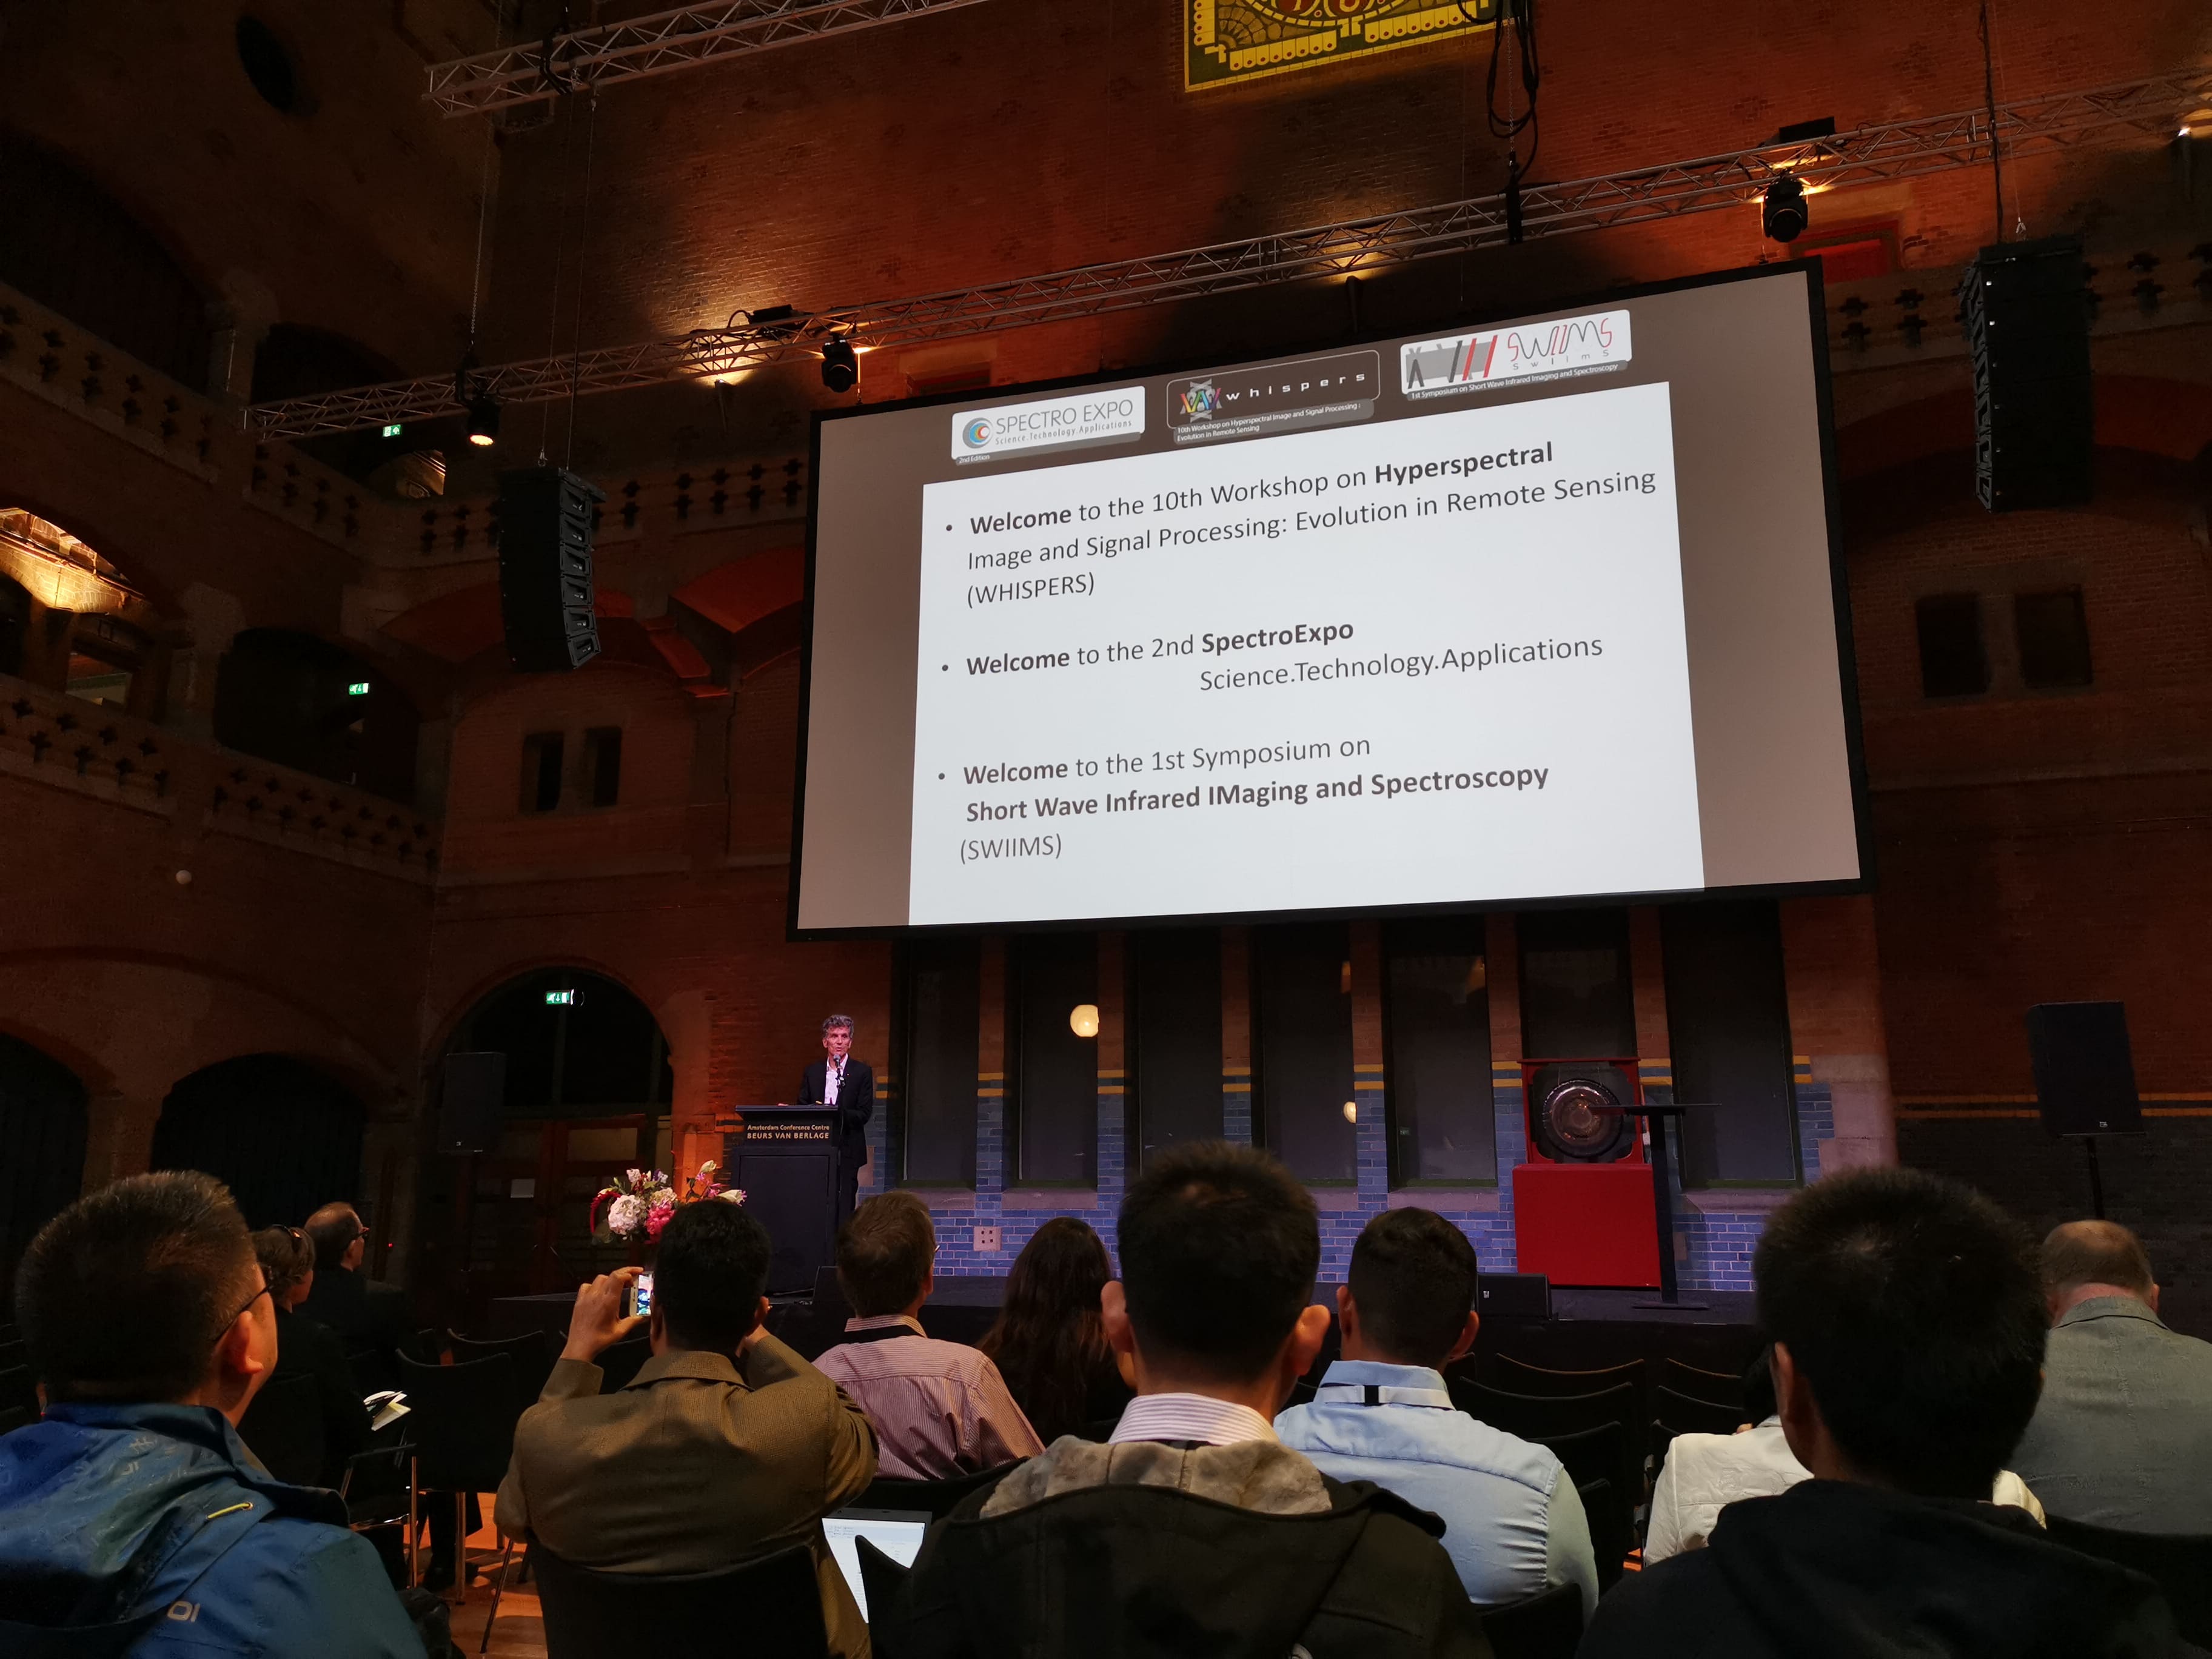 SPECTRO EXPO
Science.Technology.Applications
2nd Edition
whispers
10th Workshop on Hyperspectral Image and Signal Processing :
Evolution in Remote Sensing
SWIIMS
swiims
1st Symposium on Short Wave Infrared Imaging and Spectroscopy
• Welcome to the 10th Workshop on Hyperspectral
Image and Signal Processing: Evolution in Remote Sensing
(WHISPERS)
• Welcome to the 2nd SpectroExpo
Science.Technology.Applications
• Welcome to the 1st Symposium on
Short Wave Infrared IMaging and Spectroscopy
(SWIIMS)
Amsterdam Conference Centre
BEURS VAN BERLAGE